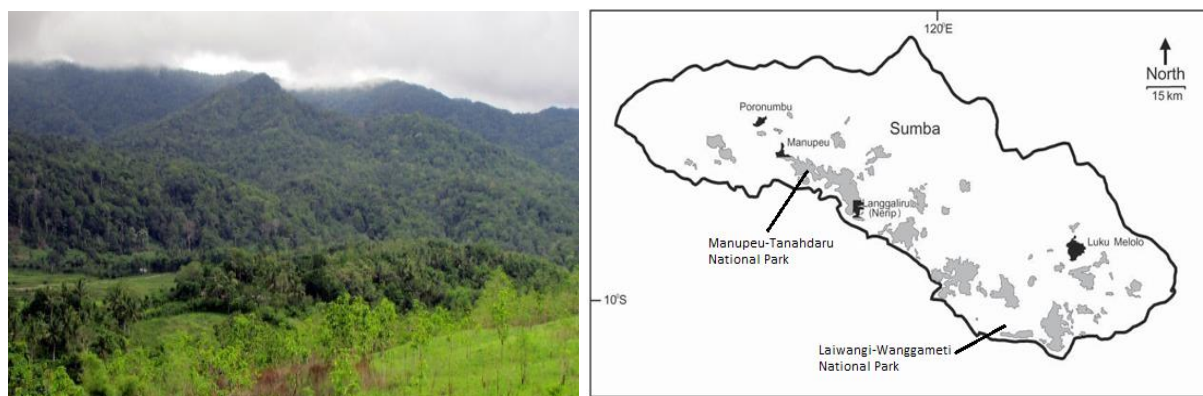 120°E
North
15 km
Poronumbu
Sumba
Manupeu
Langgaliru
(Nerip)
Manupeu-Tanahdaru
National Park
Luku Melolo
10°S
Laiwangi-Wanggameti
National Park